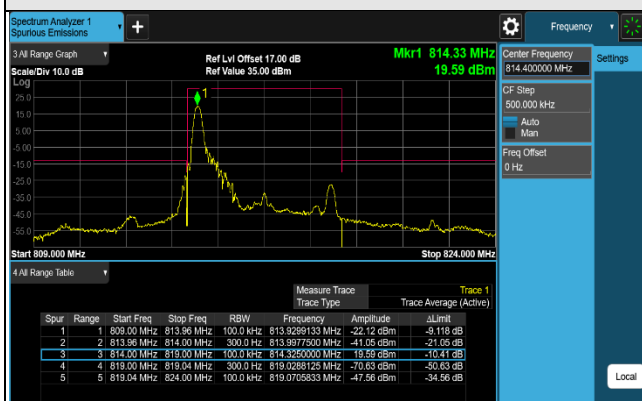 Spectrum Analyzer 1
Spurious Emissions
+
Frequency
3 All Range Graph
Ref Lvl Offset 17.00 dB
Mkr1 814.33 MHz
Scale/Div 10.0 dB
Ref Value 35.00 dBm
19.59 dBm
Log
25.0
15.0
5.00
-5.00
-15.0
-25.0
-35.0
-45.0
-55.0
1
Start 809.000 MHz
Stop 824.000 MHz
Center Frequency
814.400000 MHz
Settings
CF Step
500.000 kHz
Auto
Man
Freq Offset
0 Hz
4 All Range Table
Measure Trace Trace 1
Trace Type Trace Average (Active)
Spur Range Start Freq Stop Freq RBW Frequency Amplitude ΔLimit
1 1 809.00 MHz 813.96 MHz 100.0 kHz 813.9299133 MHz -22.12 dBm -9.118 dB
2 2 813.96 MHz 814.00 MHz 300.0 Hz 813.9977500 MHz -41.05 dBm -21.05 dB
3 3 814.00 MHz 819.00 MHz 100.0 kHz 814.3250000 MHz 19.59 dBm -10.41 dB
4 4 819.00 MHz 819.04 MHz 300.0 Hz 819.0288125 MHz -70.63 dBm -50.63 dB
5 5 819.04 MHz 824.00 MHz 100.0 kHz 819.0705833 MHz -47.56 dBm -34.56 dB
Local